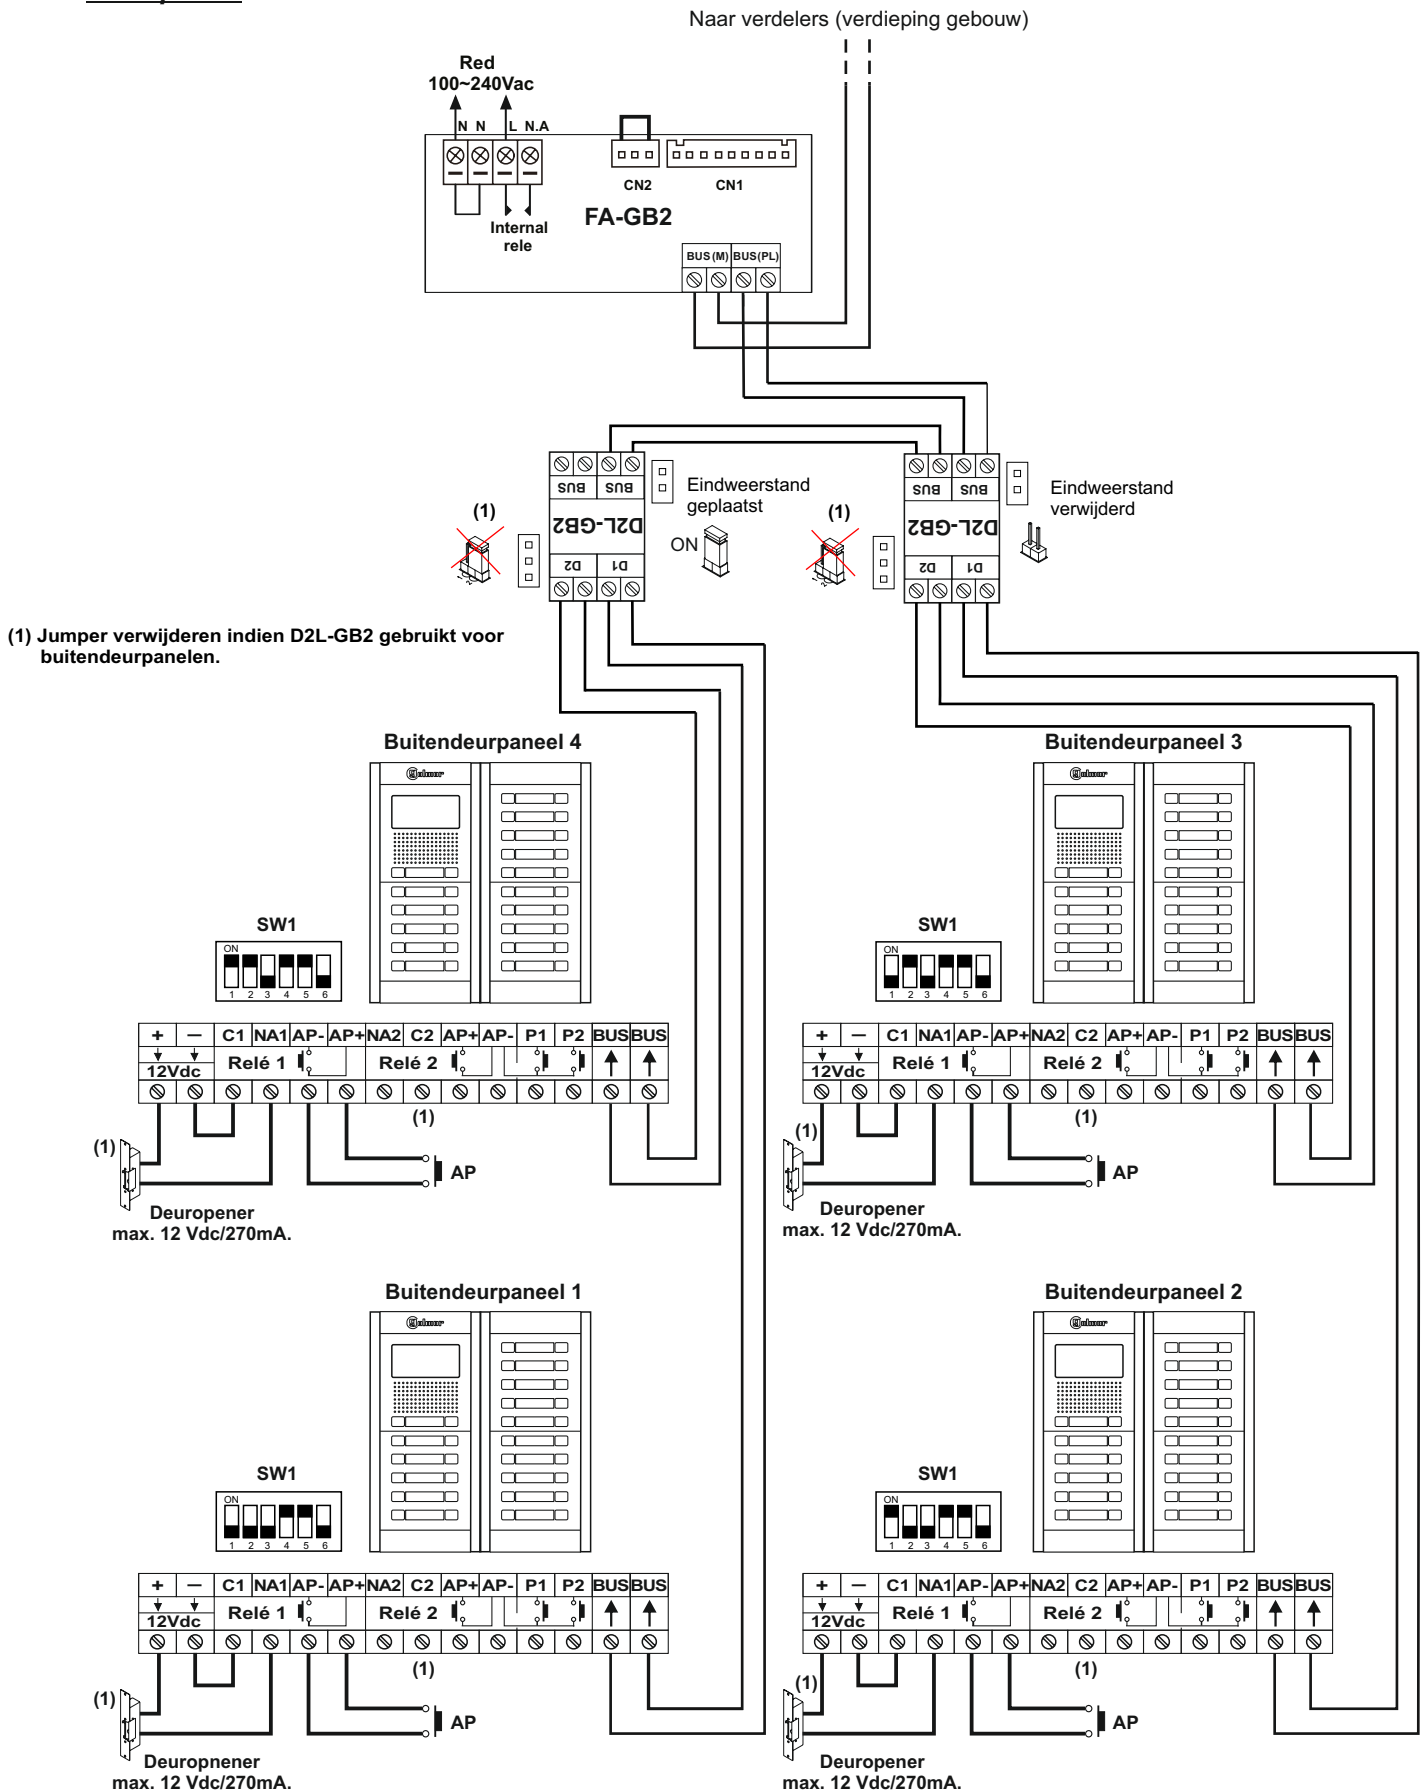 Naar verdelers (verdieping gebouw)
Red
100~240Vac
N N L N.A
CN2 CN1
FA-GB2
Internal
rele
BUS(M) BUS(PL)
BUS BUS
D2L-GB2
D2 D1
Eindweerstand
geplaatst
ON
(1)
BUS BUS
D2L-GB2
D2 D1
Eindweerstand
verwijderd
(1)
(1) Jumper verwijderen indien D2L-GB2 gebruikt voor
buitendeurpanelen.
Buitendeurpaneel 4
Golmar
SW1
ON
1 2 3 4 5 6
+ — C1 NA1 AP- AP+ NA2 C2 AP+ AP- P1 P2 BUS BUS
12Vdc Relé 1 Relé 2
(1)
(1)
AP
Deuropener
max. 12 Vdc/270mA.
Buitendeurpaneel 3
Golmar
SW1
ON
1 2 3 4 5 6
+ — C1 NA1 AP- AP+ NA2 C2 AP+ AP- P1 P2 BUS BUS
12Vdc Relé 1 Relé 2
(1)
(1)
AP
Deuropener
max. 12 Vdc/270mA.
Buitendeurpaneel 1
Golmar
SW1
ON
1 2 3 4 5 6
+ — C1 NA1 AP- AP+ NA2 C2 AP+ AP- P1 P2 BUS BUS
12Vdc Relé 1 Relé 2
(1)
(1)
AP
Deuropnener
max. 12 Vdc/270mA.
Buitendeurpaneel 2
Golmar
SW1
ON
1 2 3 4 5 6
+ — C1 NA1 AP- AP+ NA2 C2 AP+ AP- P1 P2 BUS BUS
12Vdc Relé 1 Relé 2
(1)
(1)
AP
Deuropener
max. 12 Vdc/270mA.